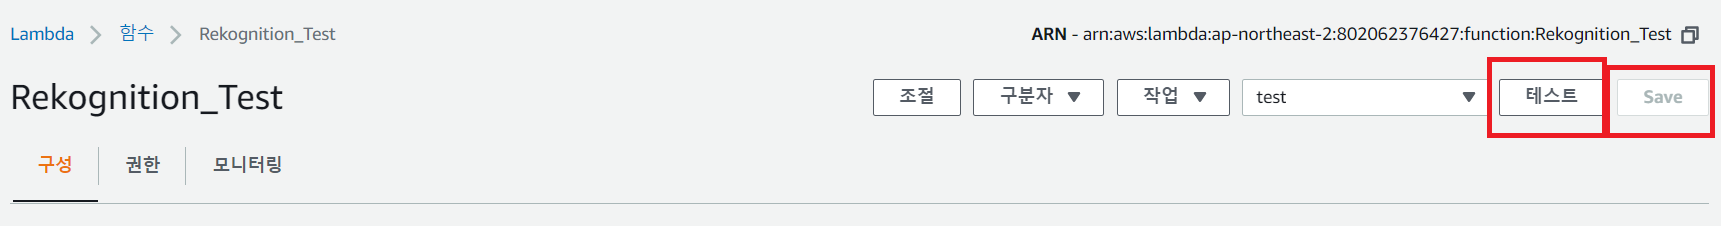 Lambda > 함수 > Rekognition_Test
ARN - arn:aws:lambda:ap-northeast-2:802062376427:function:Rekognition_Test
Rekognition_Test
조절 구분자 ▼ 작업 ▼ test ▼ 테스트 Save
구성 권한 모니터링